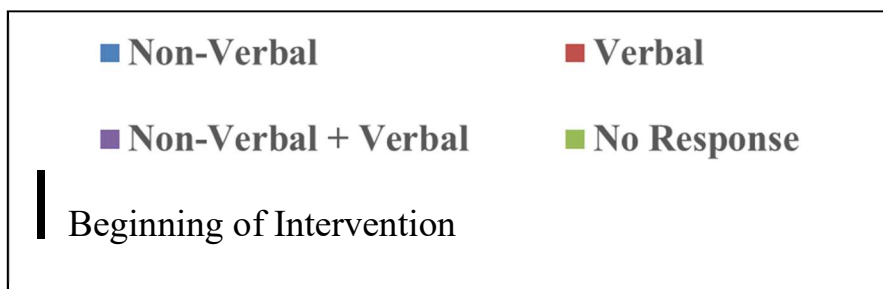 Non-Verbal Verbal
Non-Verbal + Verbal No Response
Beginning of Intervention